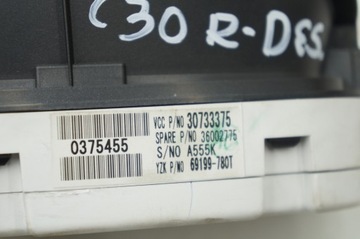 C30 R-DES.
VCC P/NO 30733375
SPARE P/NO 36002775
S/NO A555K
YZK P/NO 69199-780T
0375455